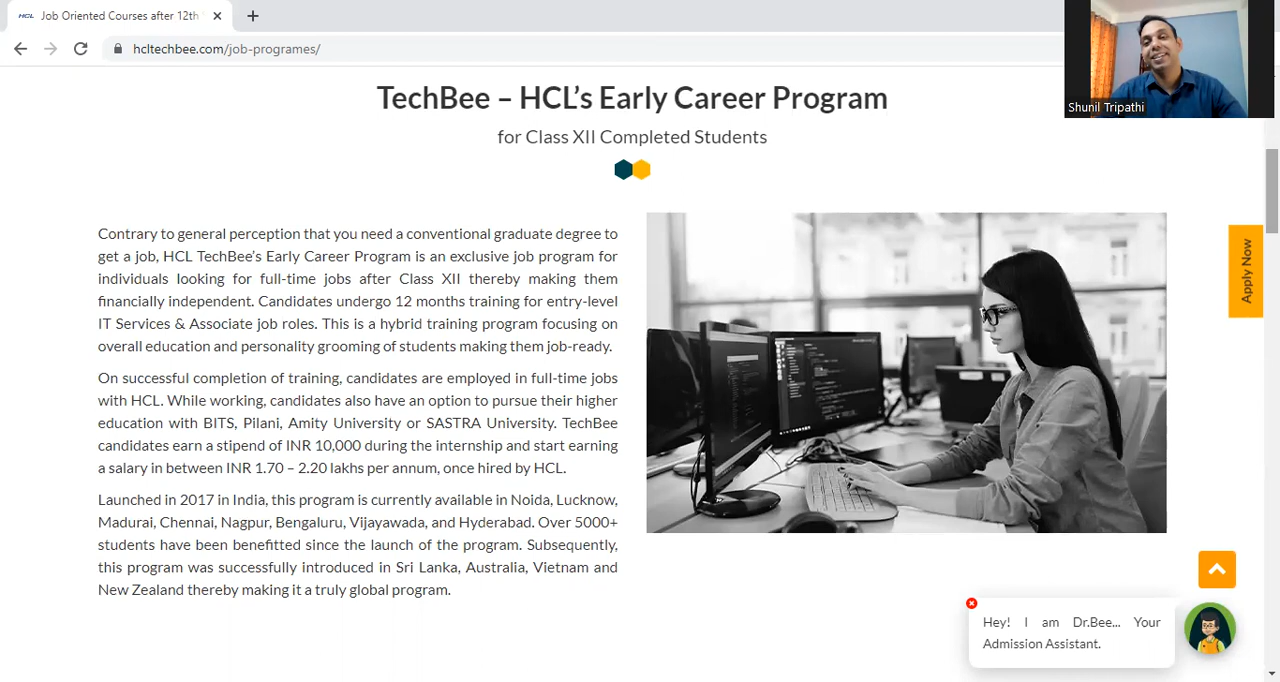 HCL Job Oriented Courses after 12th
hcltechbee.com/job-programes/
Shunil Tripathi
TechBee – HCL's Early Career Program
for Class XII Completed Students
Contrary to general perception that you need a conventional graduate degree to
get a job, HCL TechBee's Early Career Program is an exclusive job program for
individuals looking for full-time jobs after Class XII thereby making them
financially independent. Candidates undergo 12 months training for entry-level
IT Services & Associate job roles. This is a hybrid training program focusing on
overall education and personality grooming of students making them job-ready.
On successful completion of training, candidates are employed in full-time jobs
with HCL. While working, candidates also have an option to pursue their higher
education with BITS, Pilani, Amity University or SASTRA University. TechBee
candidates earn a stipend of INR 10,000 during the internship and start earning
a salary in between INR 1.70 – 2.20 lakhs per annum, once hired by HCL.
Launched in 2017 in India, this program is currently available in Noida, Lucknow,
Madurai, Chennai, Nagpur, Bengaluru, Vijayawada, and Hyderabad. Over 5000+
students have been benefitted since the launch of the program. Subsequently,
this program was successfully introduced in Sri Lanka, Australia, Vietnam and
New Zealand thereby making it a truly global program.
Apply Now
Hey! I am Dr.Bee... Your
Admission Assistant.